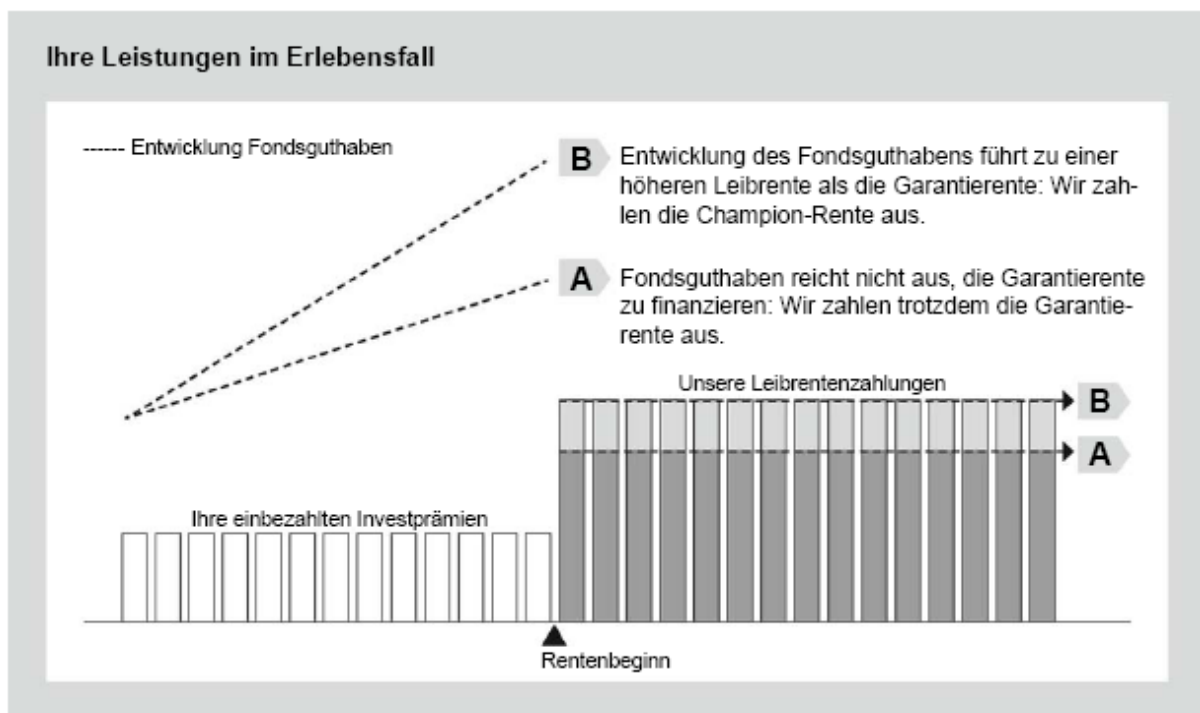 Ihre Leistungen im Erlebensfall
------ Entwicklung Fondsguthaben
B Entwicklung des Fondsguthabens führt zu einer
höheren Leibrente als die Garantierente: Wir zah-
len die Champion-Rente aus.
A Fondsguthaben reicht nicht aus, die Garantierente
zu finanzieren: Wir zahlen trotzdem die Garantie-
rente aus.
Unsere Leibrentenzahlungen
B
A
Ihre einbezahlten Investprämien
Rentenbeginn